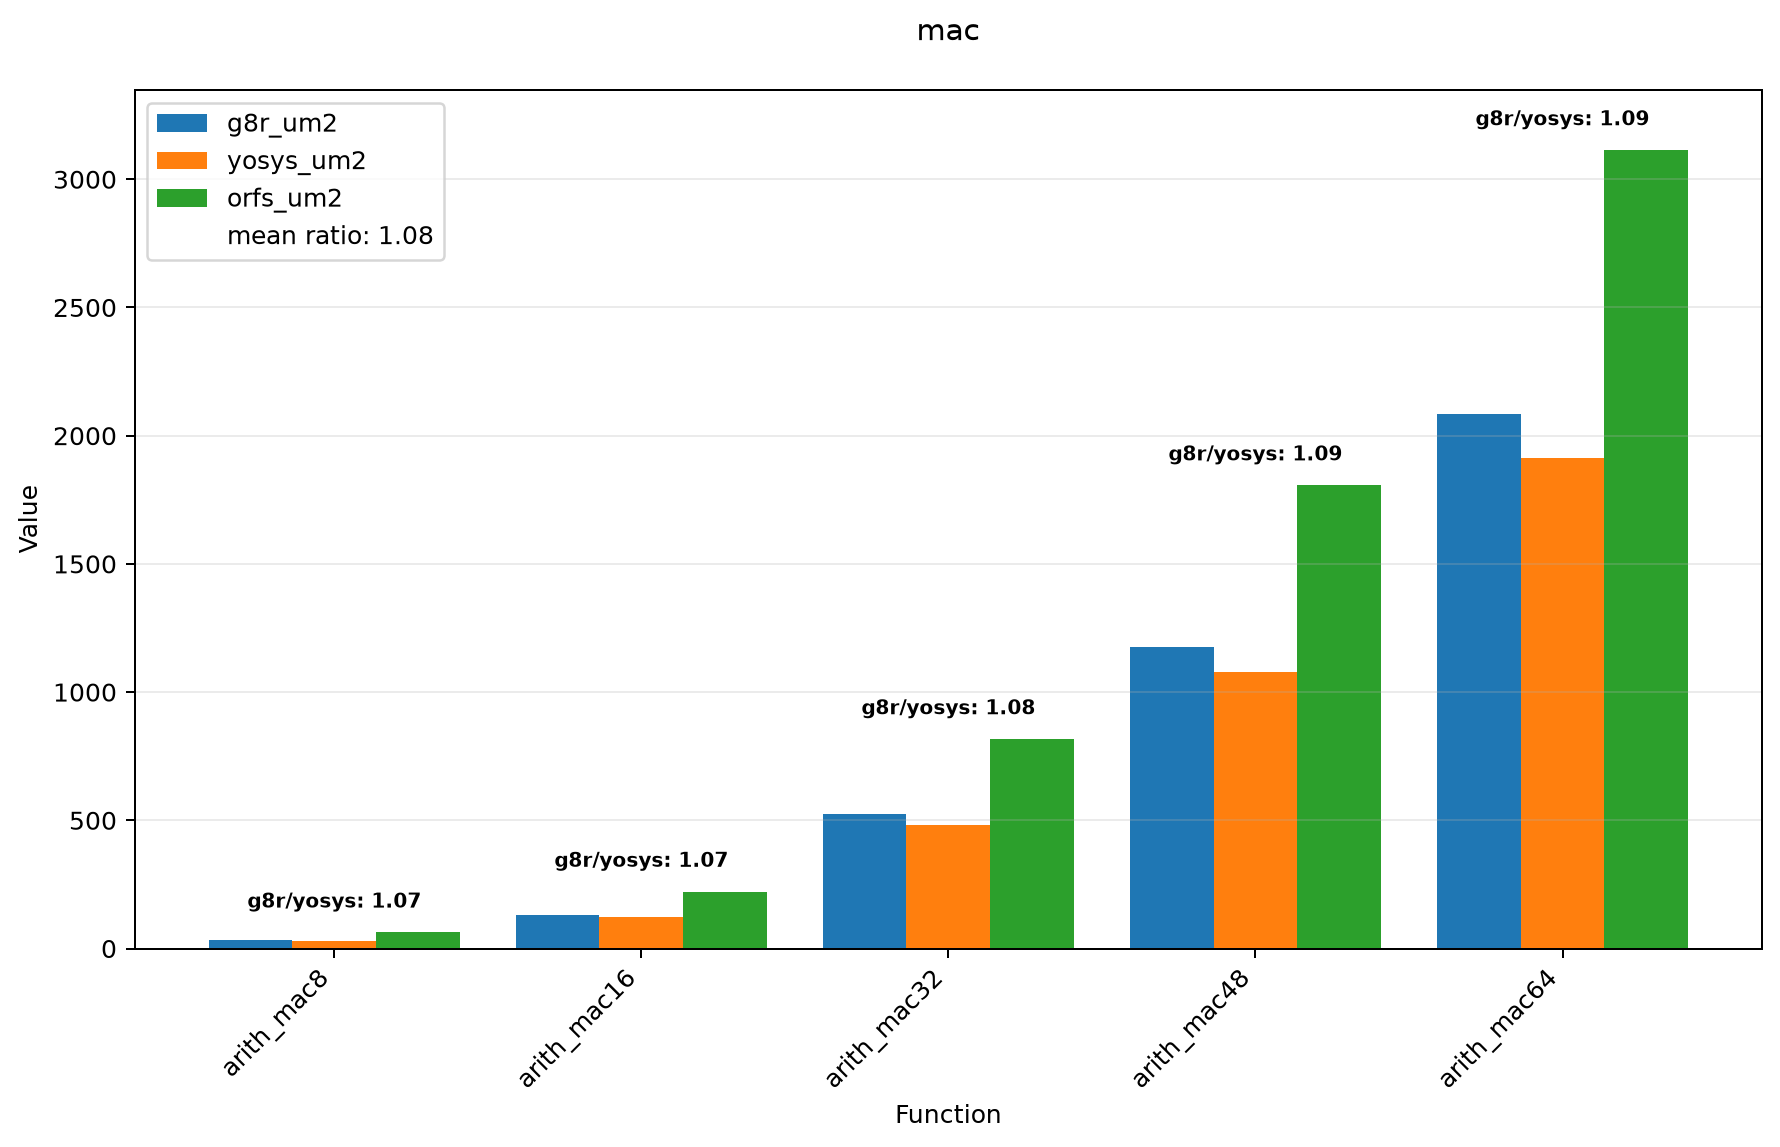 mac
g8r_um2
yosys_um2
orfs_um2
mean ratio: 1.08
g8r/yosys: 1.07
g8r/yosys: 1.07
g8r/yosys: 1.08
g8r/yosys: 1.09
g8r/yosys: 1.09
Value
3000
2500
2000
1500
1000
500
0
arith_mac8
arith_mac16
arith_mac32
arith_mac48
arith_mac64
Function